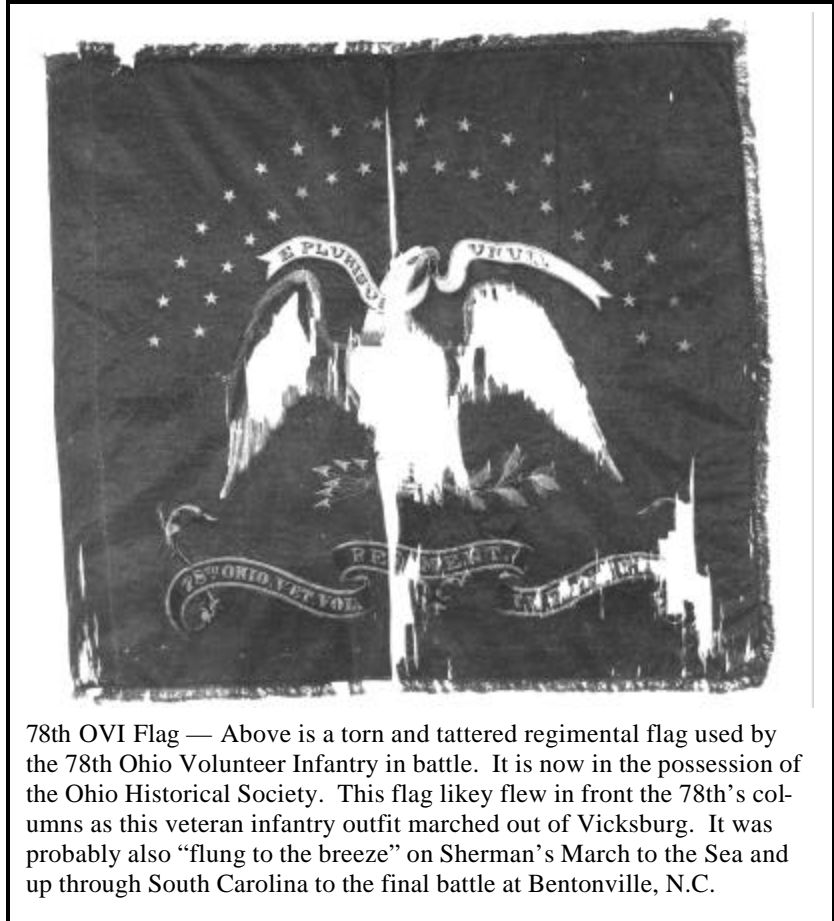 E PLURIBU
UNUM
REGIMENT.
78TH OHIO. VET. VOL.
78th OVI Flag — Above is a torn and tattered regimental flag used by
the 78th Ohio Volunteer Infantry in battle.  It is now in the possession of
the Ohio Historical Society.  This flag likey flew in front the 78th’s col-
umns as this veteran infantry outfit marched out of Vicksburg.  It was
probably also “flung to the breeze” on Sherman’s March to the Sea and
up through South Carolina to the final battle at Bentonville, N.C.